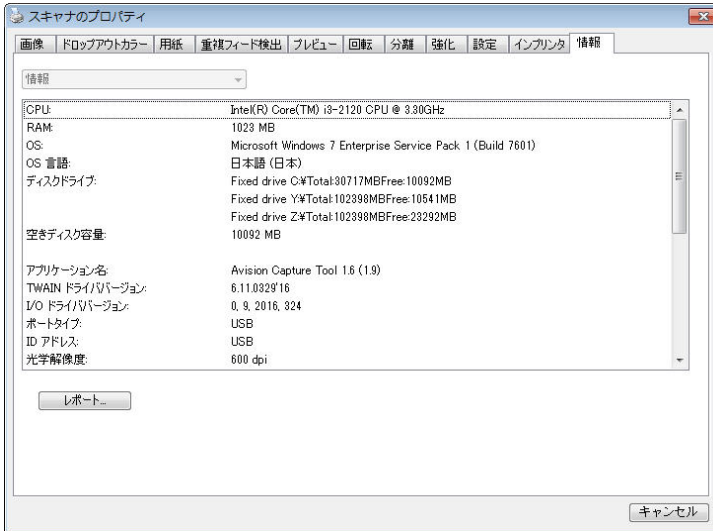 スキャナのプロパティ
画像 ドロップアウトカラー 用紙 重複フィード検出 プレビュー 回転 分離 強化 設定 インプリンタ 情報
情報
CPU: Intel(R) Core(TM) i3-2120 CPU @ 3.30GHz
RAM: 1023 MB
OS: Microsoft Windows 7 Enterprise Service Pack 1 (Build 7601)
OS 言語: 日本語 (日本)
ディスクドライブ: Fixed drive C:¥Total:30717MBFree:10092MB
Fixed drive Y:¥Total:102398MBFree:10541MB
Fixed drive Z:¥Total:102398MBFree:23292MB
空きディスク容量: 10092 MB
アプリケーション名: Avision Capture Tool 1.6 (1.9)
TWAIN ドライババージョン: 6.11.0329'16
I/O ドライババージョン: 0, 9, 2016, 324
ポートタイプ: USB
ID アドレス: USB
光学解像度: 600 dpi
レポート...
キャンセル